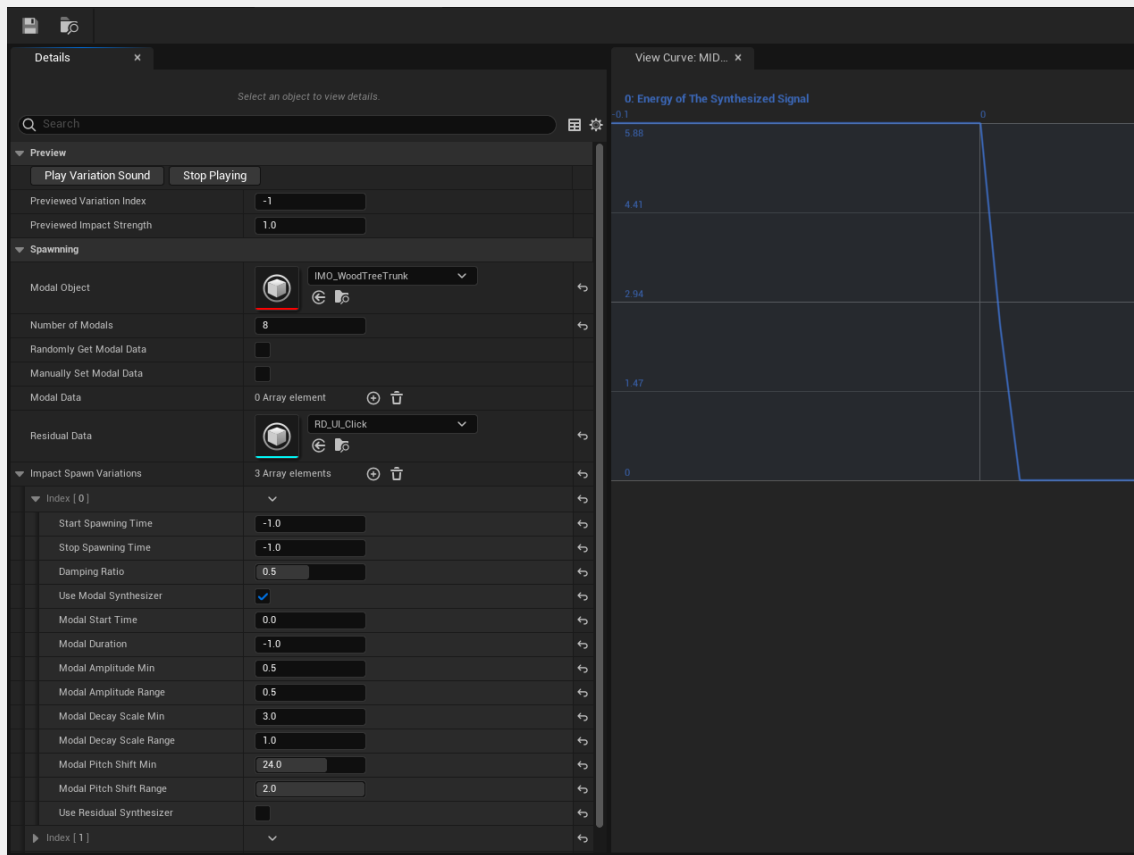 Details
View Curve: MID...
Select an object to view details.
Search
Preview
Play Variation Sound
Stop Playing
Previewed Variation Index
-1
Previewed Impact Strength
1.0
Spawnning
Modal Object
IMO_WoodTreeTrunk
Number of Modals
8
Randomly Get Modal Data
Manually Set Modal Data
Modal Data
0 Array element
Residual Data
RD_UI_Click
Impact Spawn Variations
3 Array elements
Index [ 0 ]
Start Spawning Time
-1.0
Stop Spawning Time
-1.0
Damping Ratio
0.5
Use Modal Synthesizer
Modal Start Time
0.0
Modal Duration
-1.0
Modal Amplitude Min
0.5
Modal Amplitude Range
0.5
Modal Decay Scale Min
3.0
Modal Decay Scale Range
1.0
Modal Pitch Shift Min
24.0
Modal Pitch Shift Range
2.0
Use Residual Synthesizer
Index [ 1 ]
0: Energy of The Synthesized Signal
-0.1
0
5.88
4.41
2.94
1.47
0